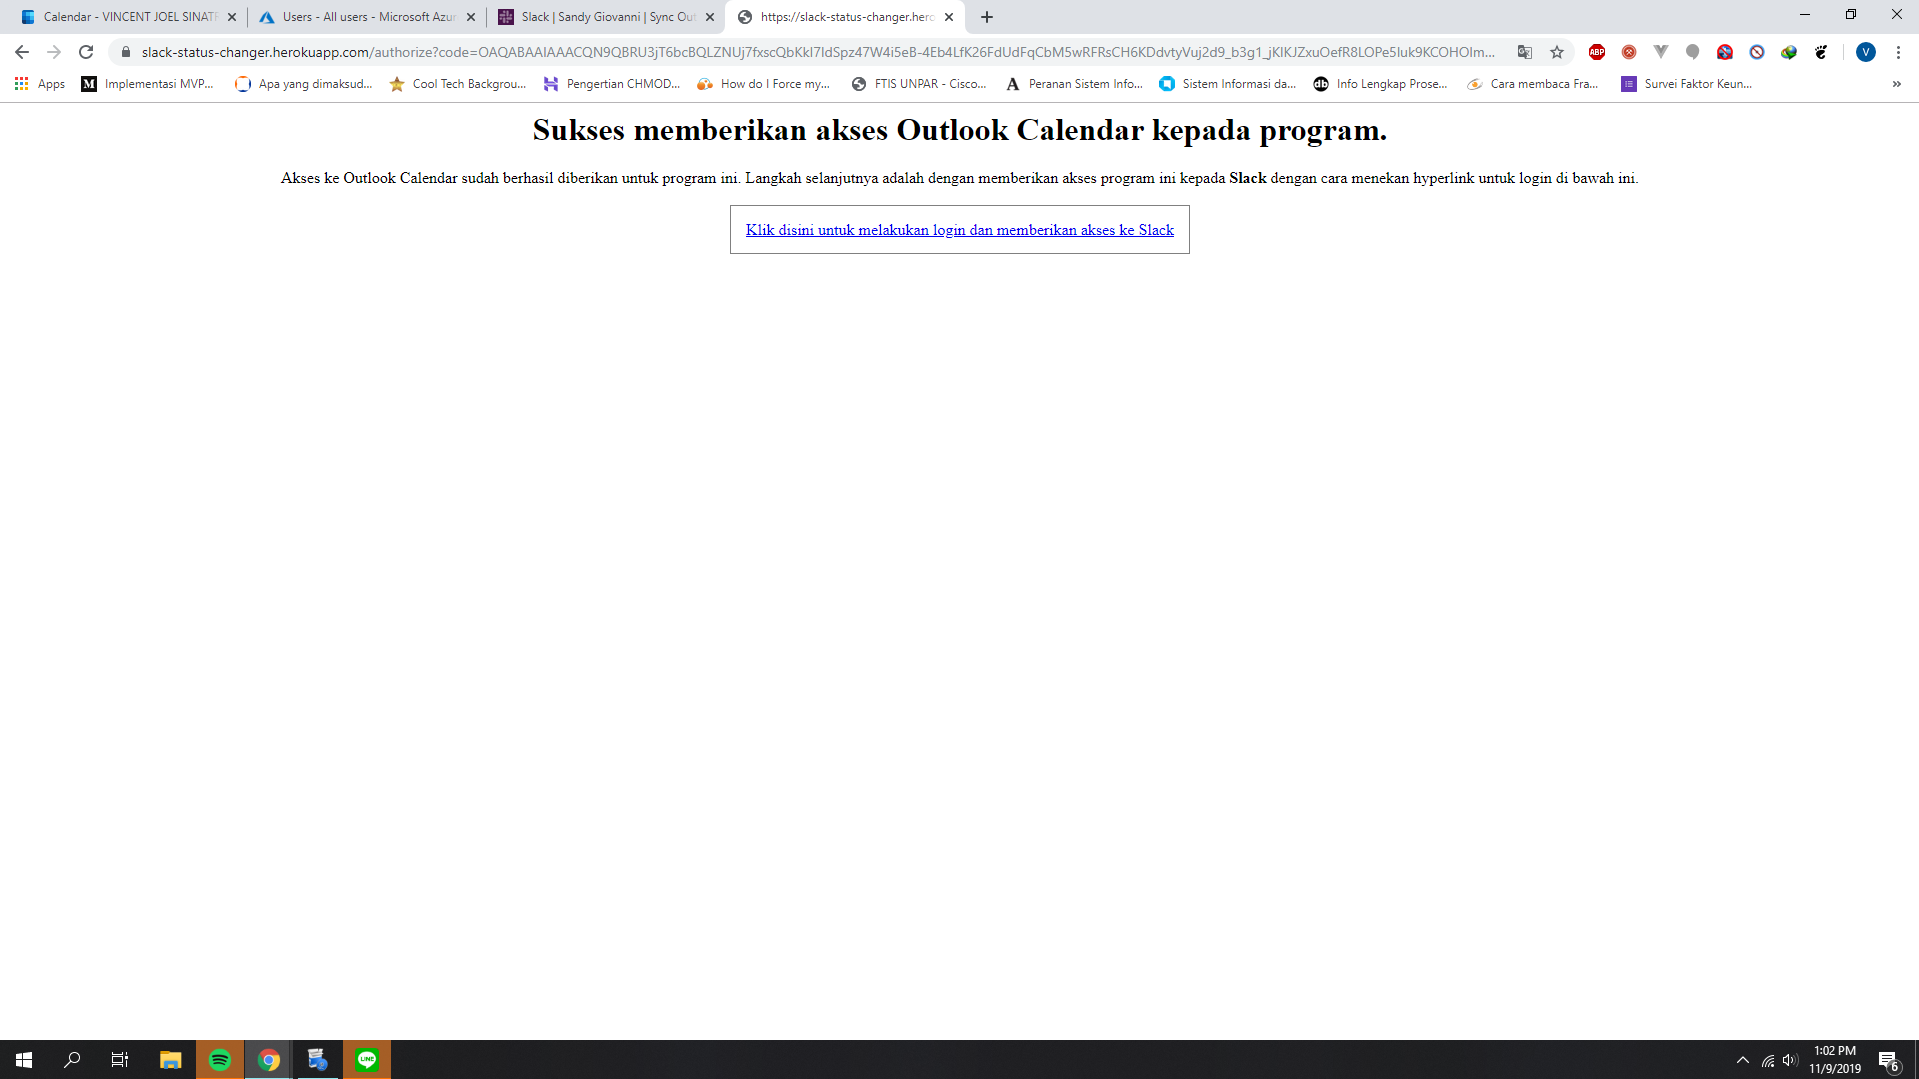 Calendar - VINCENT JOEL SINAT
Users - All users - Microsoft Azu
Slack | Sandy Giovanni | Sync Out
https://slack-status-changer.hero
slack-status-changer.herokuapp.com/authorize?code=
Apps
Implementasi MVP...
Apa yang dimaksud...
Cool Tech Backgrou...
Pengertian CHMOD...
How do I Force my...
FTIS UNPAR - Cisco...
Peranan Sistem Info...
Sistem Informasi da...
Info Lengkap Prose...
Cara membaca Fra...
Survei Faktor Keun...
Sukses memberikan akses Outlook Calendar kepada program.
Akses ke Outlook Calendar sudah berhasil diberikan untuk program ini. Langkah selanjutnya adalah dengan memberikan akses program ini kepada Slack dengan cara menekan hyperlink untuk login di bawah ini.
Klik disini untuk melakukan login dan memberikan akses ke Slack
1:02 PM
11/9/2019
6